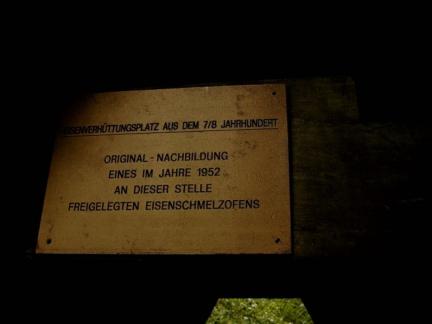 EISENVERHÜTTUNGSPLATZ AUS DEM 7/8 JAHRHUNDERT
ORIGINAL-NACHBILDUNG
EINES IM JAHRE 1952
AN DIESER STELLE
FREIGELEGTEN EISENSCHMELZOFENS